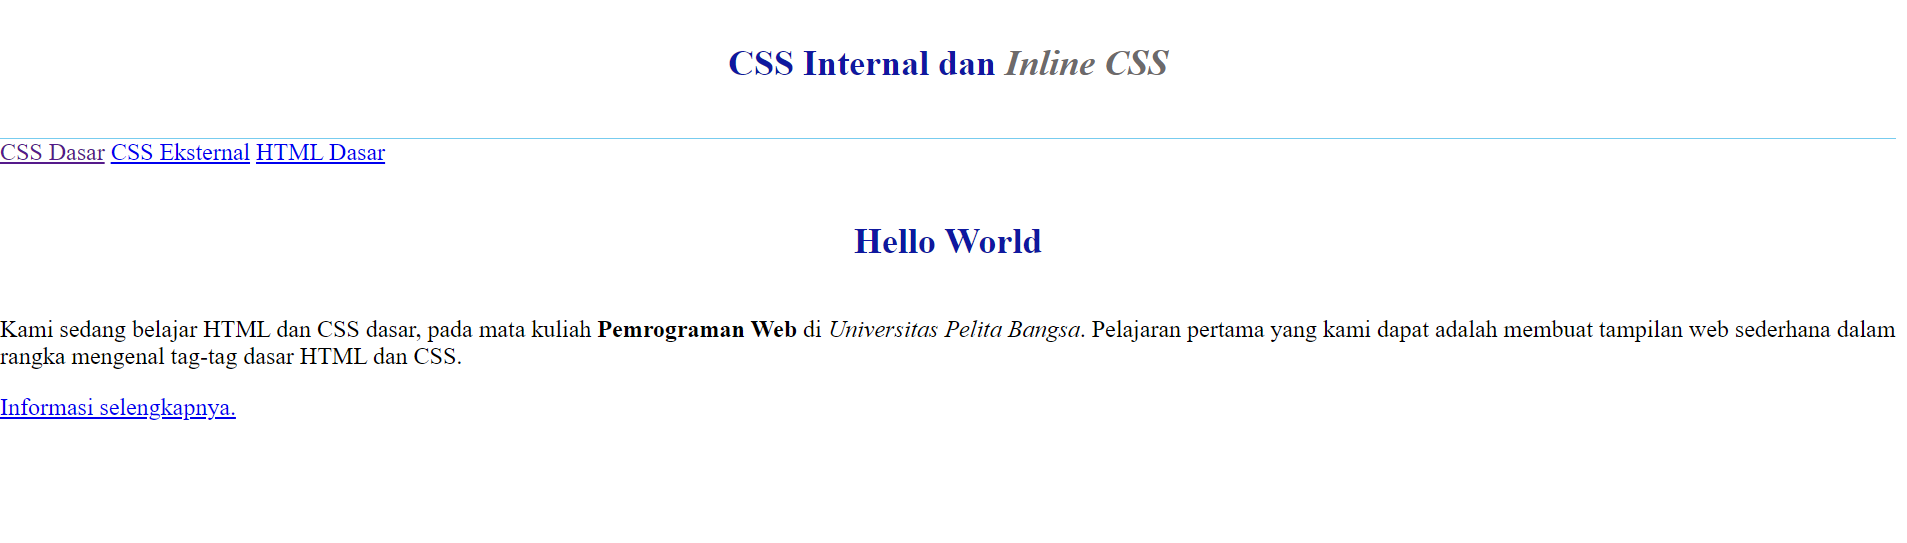 CSS Internal dan Inline CSS
CSS Dasar CSS Eksternal HTML Dasar
Hello World
Kami sedang belajar HTML dan CSS dasar, pada mata kuliah Pemrograman Web di Universitas Pelita Bangsa. Pelajaran pertama yang kami dapat adalah membuat tampilan web sederhana dalam
rangka mengenal tag-tag dasar HTML dan CSS.
Informasi selengkapnya.